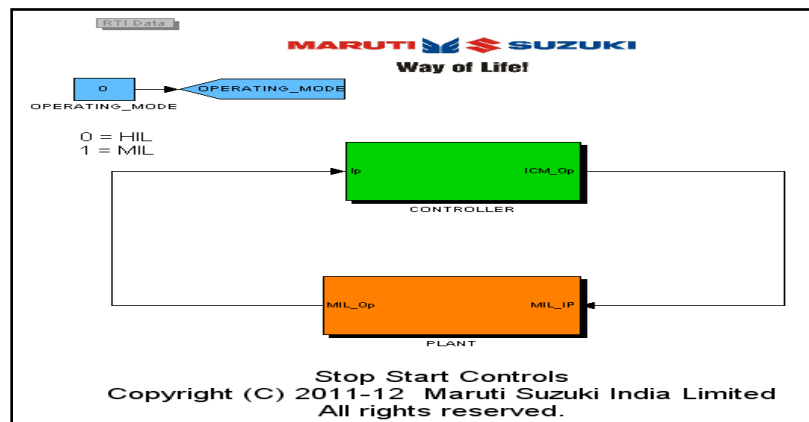 RTI Data
MARUTI SUZUKI
Way of Life!
0
OPERATING_MODE
OPERATING_MODE
0 = HIL
1 = MIL
Ip
ICM_Op
CONTROLLER
MIL_Op
MIL_IP
PLANT
Stop Start Controls
Copyright (C) 2011-12 Maruti Suzuki India Limited
All rights reserved.